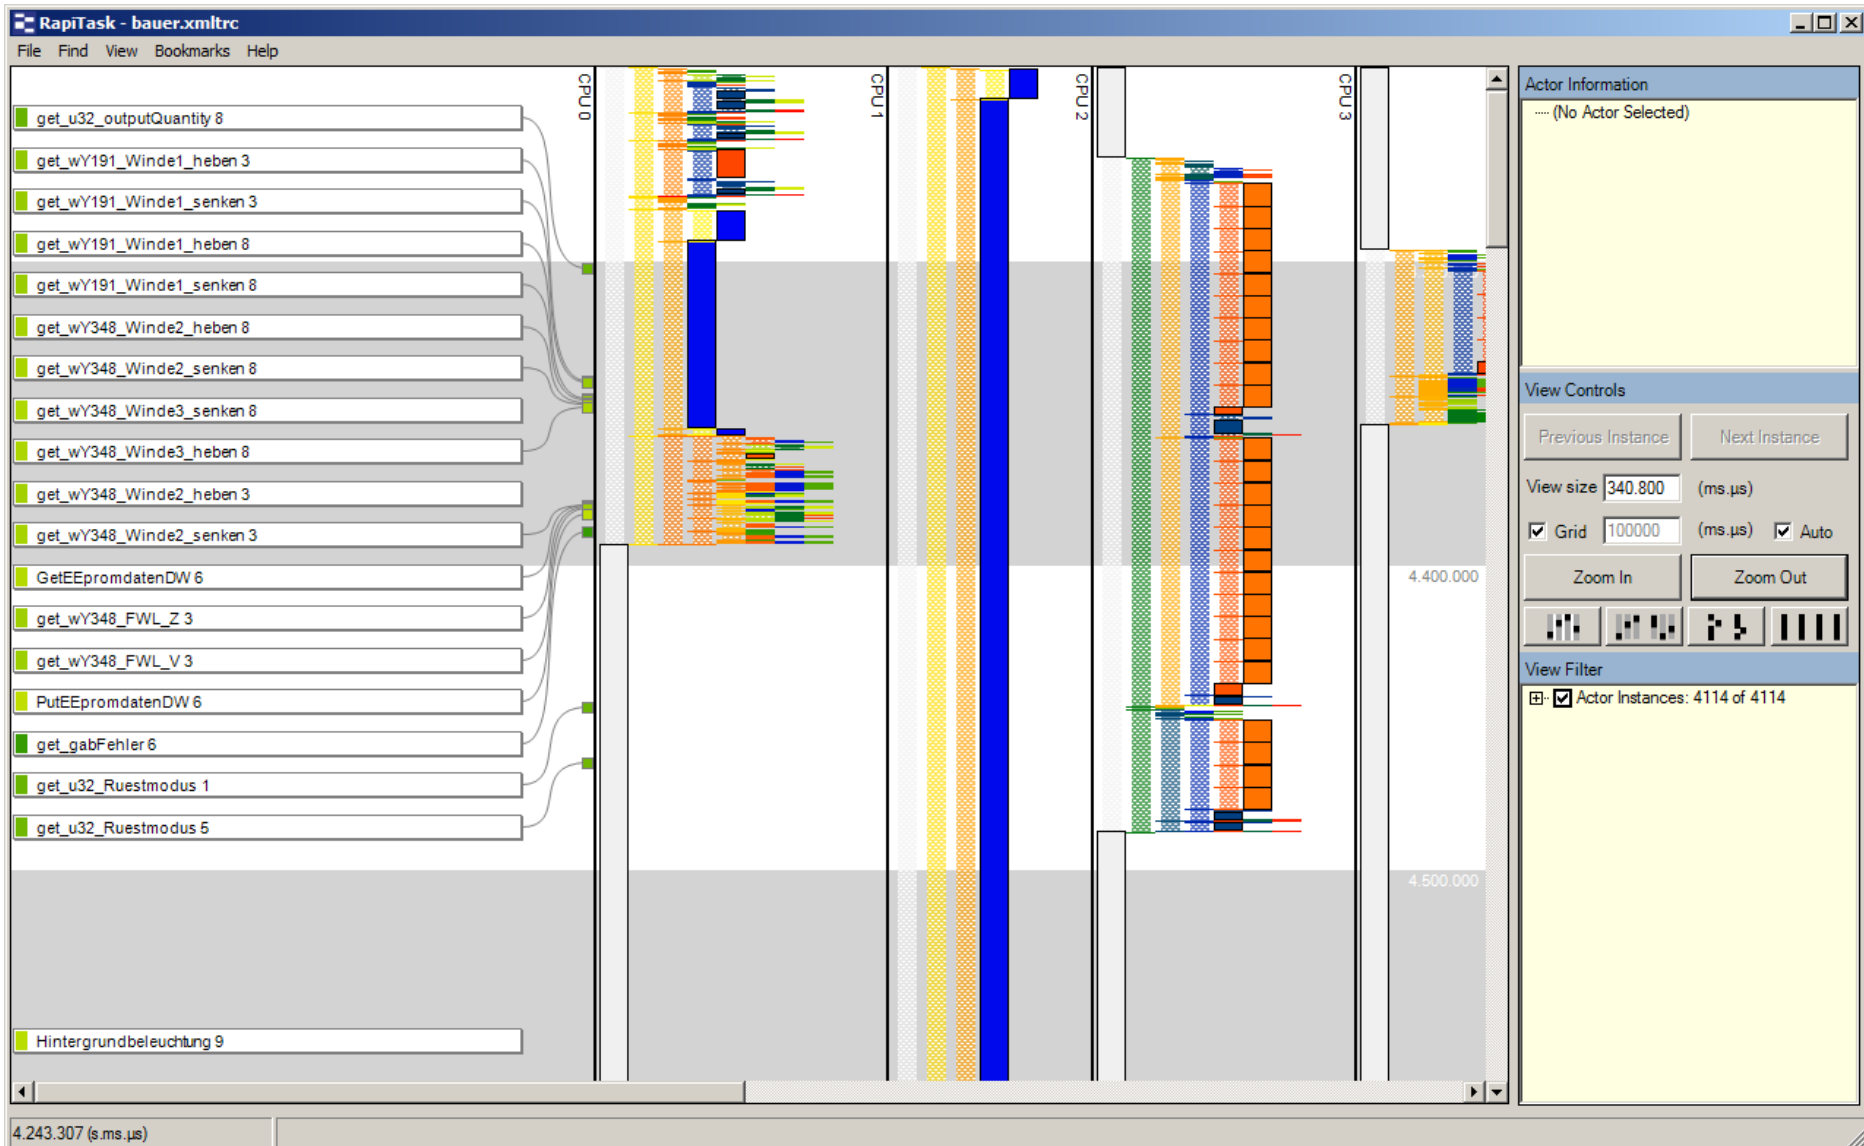 RapiTask - bauer.xmltrc
File Find View Bookmarks Help
get_u32_outputQuantity 8
get_wY191_Winde1_heben 3
get_wY191_Winde1_senken 3
get_wY191_Winde1_heben 8
get_wY191_Winde1_senken 8
get_wY348_Winde2_heben 8
get_wY348_Winde2_senken 8
get_wY348_Winde3_senken 8
get_wY348_Winde3_heben 8
get_wY348_Winde2_heben 3
get_wY348_Winde2_senken 3
GetEEpromdatenDW 6
get_wY348_FWL_Z 3
get_wY348_FWL_V 3
PutEEpromdatenDW 6
get_gabFehler 6
get_u32_Ruestmodus 1
get_u32_Ruestmodus 5
Hintergrundbeleuchtung 9
CPU 0
CPU 1
CPU 2
CPU 3
4.400.000
4.500.000
Actor Information
(No Actor Selected)
View Controls
Previous Instance Next Instance
View size 340.800 (ms.µs)
Grid 100000 (ms.µs) Auto
Zoom In Zoom Out
View Filter
Actor Instances: 4114 of 4114
4.243.307 (s.ms.µs)